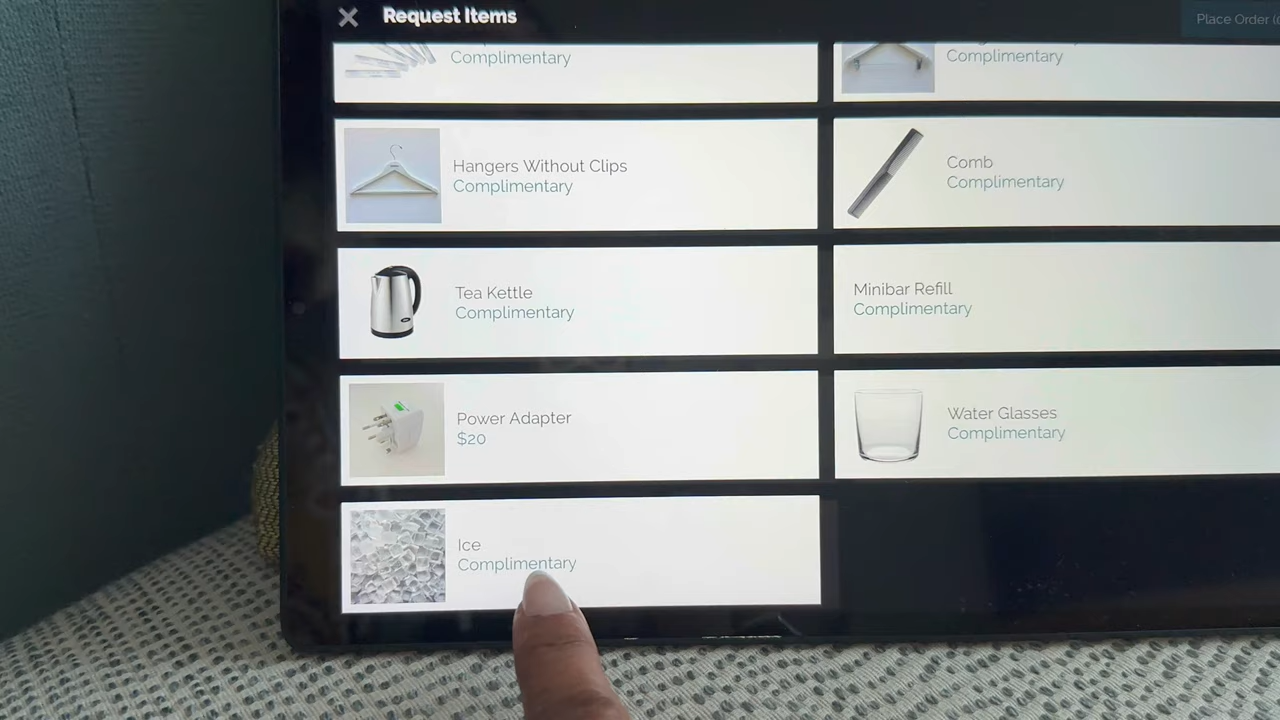 Request Items
Place Order
Complimentary
Complimentary
Hangers Without Clips
Complimentary
Comb
Complimentary
Tea Kettle
Complimentary
Minibar Refill
Complimentary
Power Adapter
$20
Water Glasses
Complimentary
Ice
Complimentary